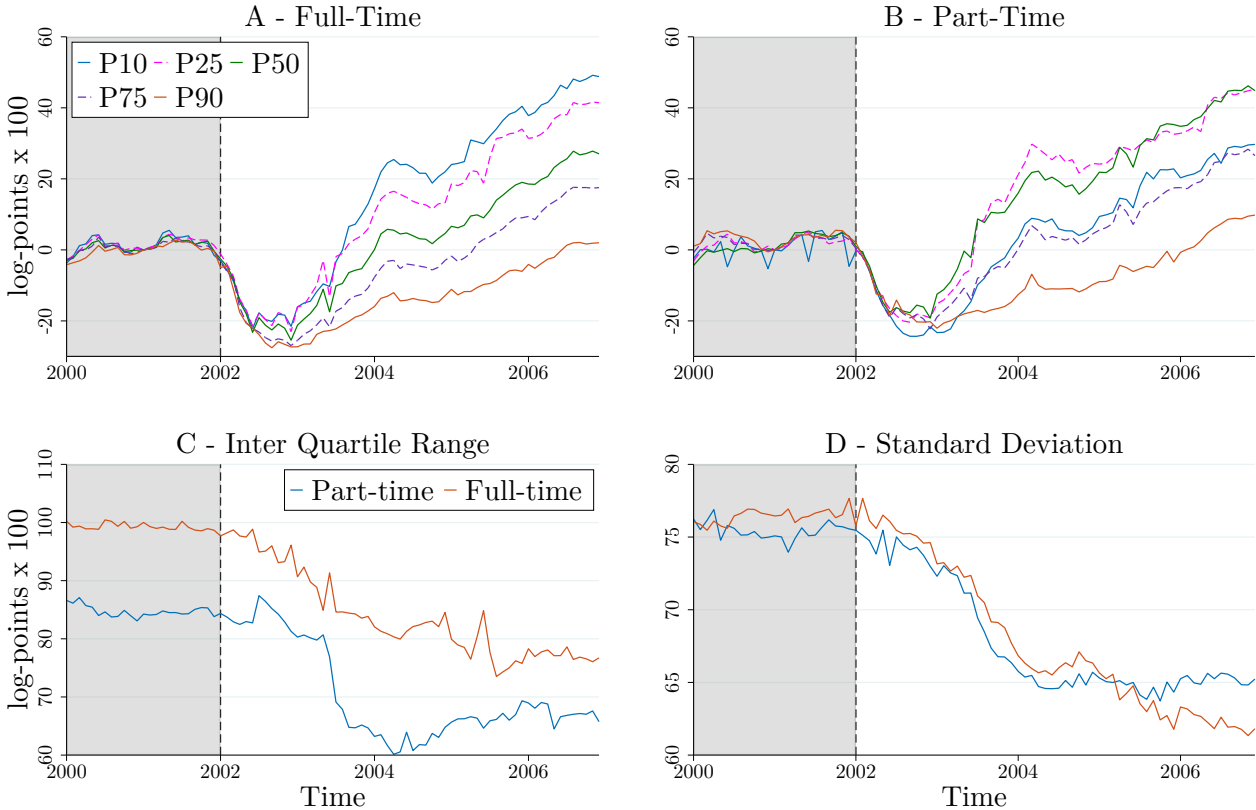 A - Full-Time
B - Part-Time
log-points x 100
60
40
20
0
-20
P10 P25 P50
P75 P90
2000 2002 2004 2006
60
40
20
0
-20
2000 2002 2004 2006
C - Inter Quartile Range
D - Standard Deviation
log-points x 100
110
100
90
80
70
60
Part-time Full-time
2000 2002 2004 2006
Time
80
75
70
65
60
2000 2002 2004 2006
Time